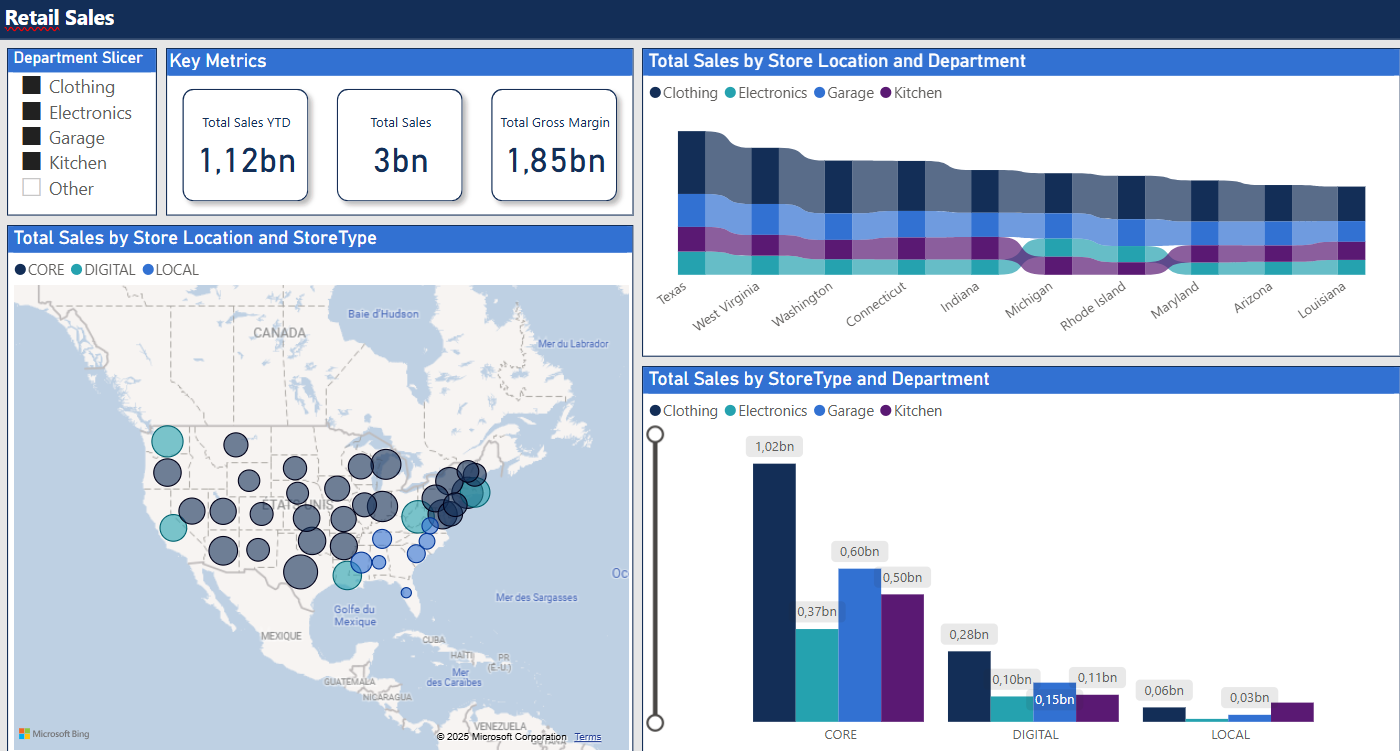 Retail Sales
Department Slicer
Clothing
Electronics
Garage
Kitchen
Other
Key Metrics
Total Sales YTD
1,12bn
Total Sales
3bn
Total Gross Margin
1,85bn
Total Sales by Store Location and StoreType
CORE DIGITAL LOCAL
CANADA
Baie d'Hudson
Mer du Labrador
ÉTATS-UNIS
Oc
Mer des Sargasses
Golfe du
Mexique
MEXIQUE
CUBA
HAÏTI
PR
(É.-U.)
Mer
des Caraïbes
GUATEMALA
NICARAGUA
VENEZUELA
Microsoft Bing
© 2025 Microsoft Corporation Terms
Total Sales by Store Location and Department
Clothing Electronics Garage Kitchen
Texas
West Virginia
Washington
Connecticut
Indiana
Michigan
Rhode Island
Maryland
Arizona
Louisiana
Total Sales by StoreType and Department
Clothing Electronics Garage Kitchen
1,02bn
0,37bn
0,60bn
0,50bn
0,28bn
0,10bn
0,15bn
0,11bn
0,06bn
0,03bn
CORE
DIGITAL
LOCAL